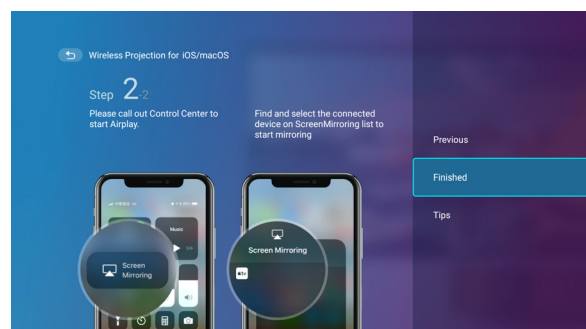 Wireless Projection for iOS/macOS
Step 2-2
Please call out Control Center to
start Airplay.
Find and select the connected
device on ScreenMirroring list to
start mirroring
Previous
Finished
Tips
Music
Screen
Mirroring
Screen Mirroring